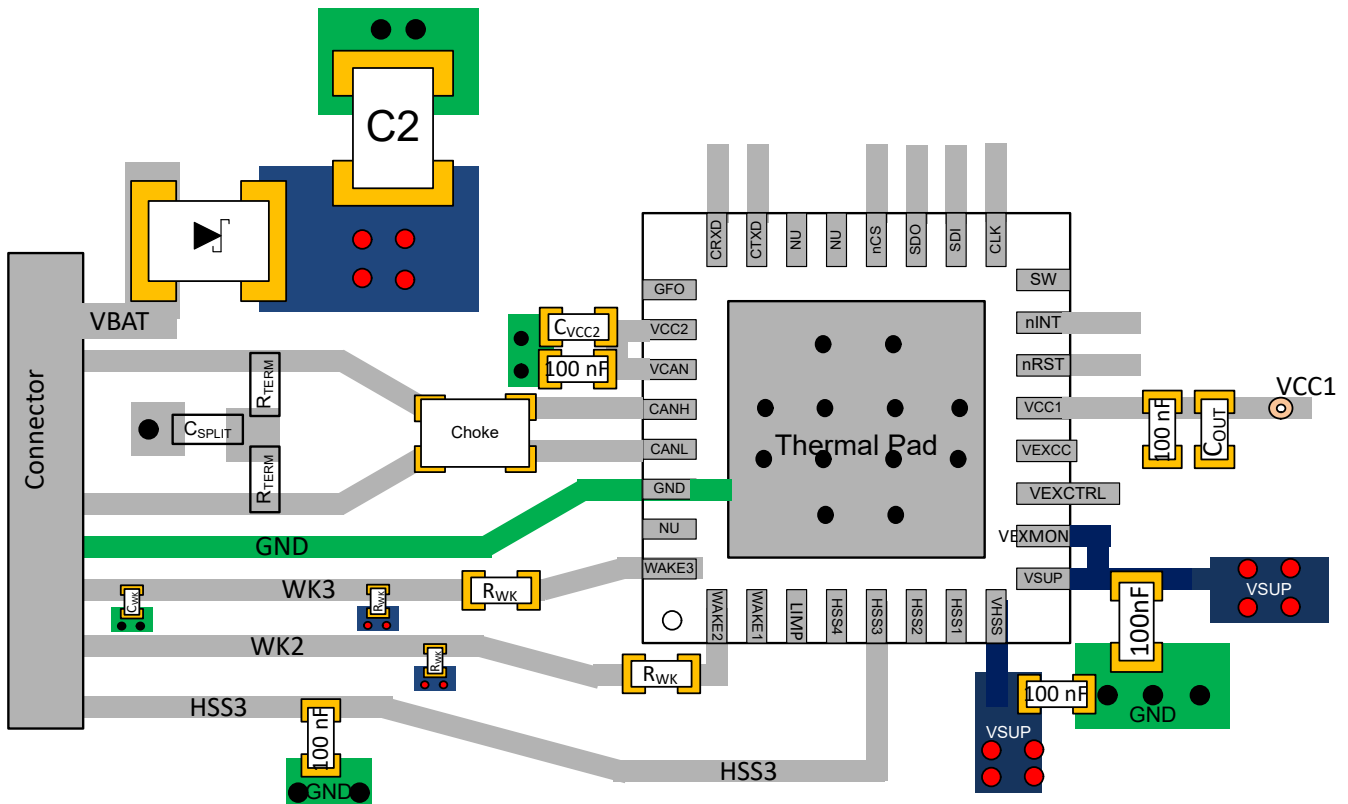 C2
VBAT
Connector
RTERM
CSPLIT
RTERM
CVCC2
100 nF
Choke
GND
WK3
CWK
RWK
RWK
WK2
RWK
RWK
HSS3
100 nF
GND
HSS3
CRXD
CTXD
NU
NU
nCS
SDO
SDI
CLK
GFO
VCC2
VCAN
CANH
CANL
GND
NU
WAKE3
Thermal Pad
SW
nINT
nRST
VCC1
VEXCC
VEXCTRL
VEXMON
VSUP
WAKE2
WAKE1
LIMP
HSS4
HSS3
HSS2
HSS1
VHSS
VCC1
100 nF
COUT
VSUP
100nF
100 nF
GND
VSUP